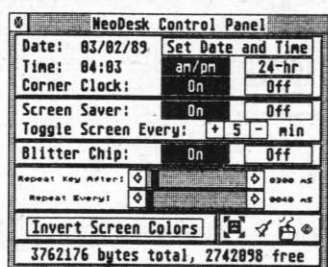 NeoDesk Control Panel
Date: 03/02/89 Set Date and Time
Time: 04:03 am/pm 24-hr
Corner Clock: On Off
Screen Saver: On Off
Toggle Screen Every: + 5 - min
Blitter Chip: On Off
Repeat Key After: 0300 mS
Repeat Every: 0040 mS
Invert Screen Colors
3762176 bytes total, 2742098 free